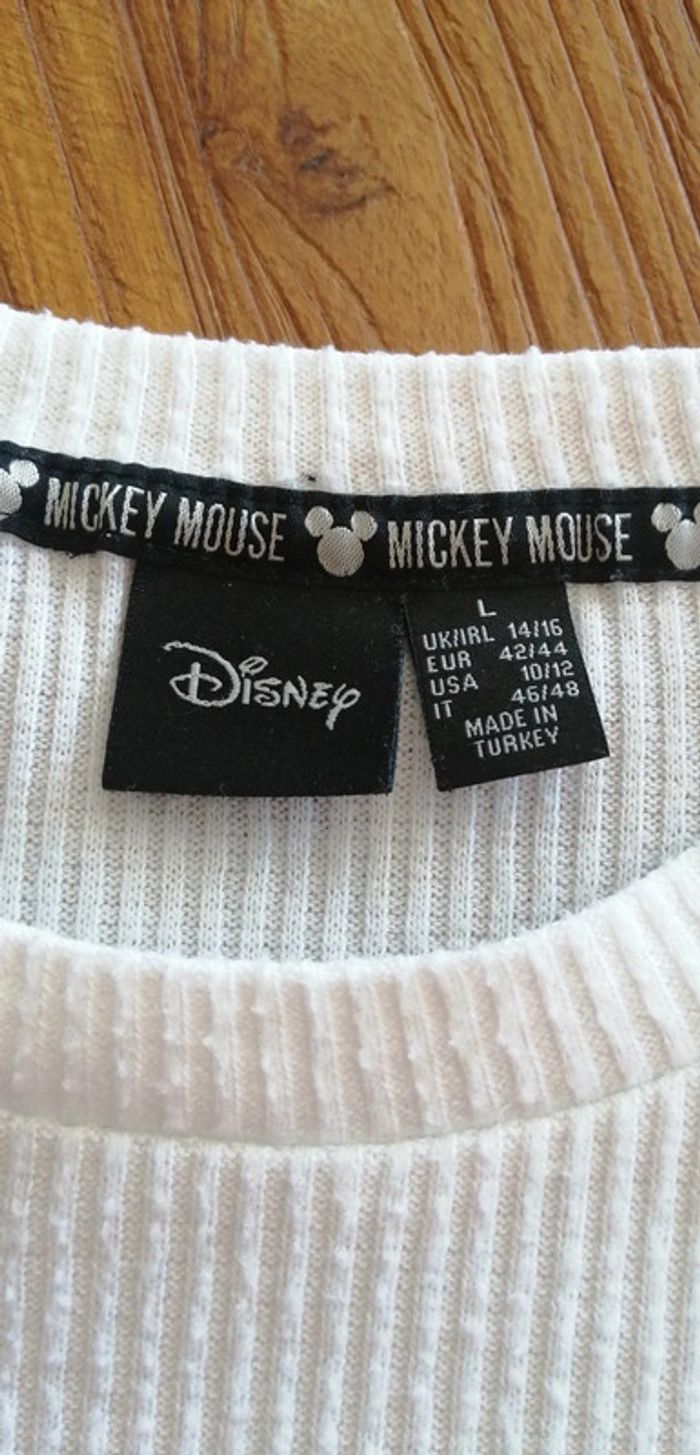 MICKEY MOUSE MICKEY MOUSE
Disney
L
UK/IRL 14/16
EUR 42/44
USA 10/12
IT 46/48
MADE IN
TURKEY